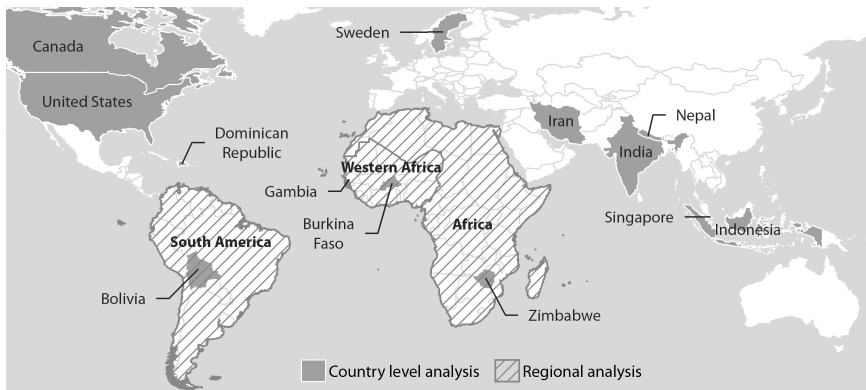 Sweden
Canada
United States
Iran
Nepal
Dominican
Republic
India
Western Africa
Gambia
Singapore
Burkina
Faso
Africa
Indonesia
South America
Bolivia
Zimbabwe
Country level analysis
Regional analysis